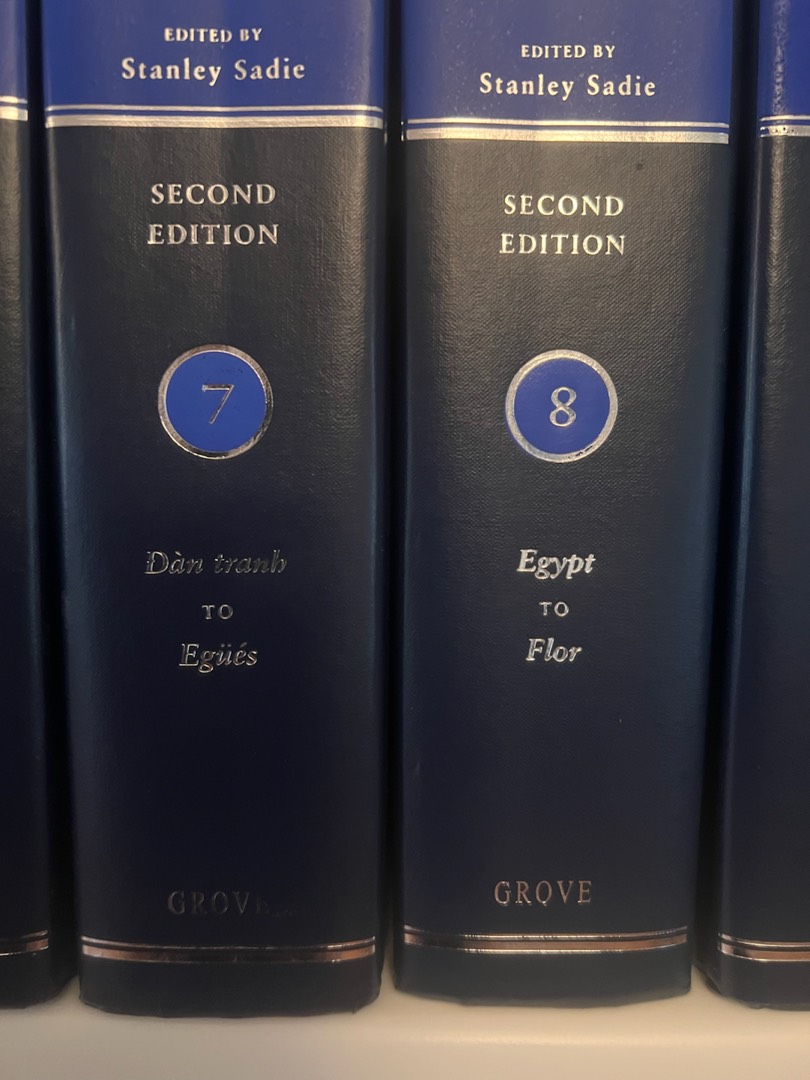 EDITED BY
Stanley Sadie
SECOND
EDITION
7
Dàn tranh
TO
Egüés
GROVE
EDITED BY
Stanley Sadie
SECOND
EDITION
8
Egypt
TO
Flor
GROVE